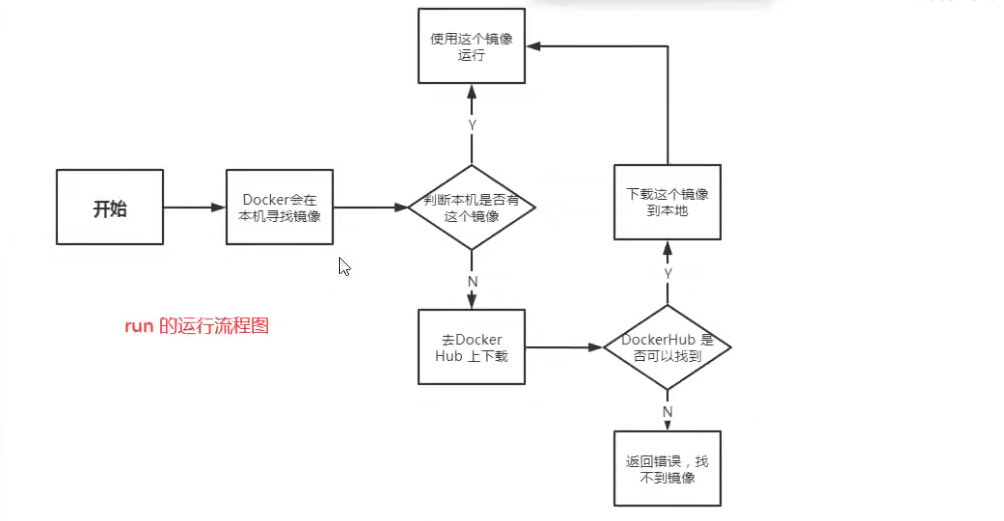 使用这个镜像
运行
Y
开始
Docker会在
本机寻找镜像
判断本机是否有
这个镜像
下载这个镜像
到本地
N
Y
run 的运行流程图
去Docker
Hub 上下载
DockerHub 是
否可以找到
N
返回错误，找
不到镜像